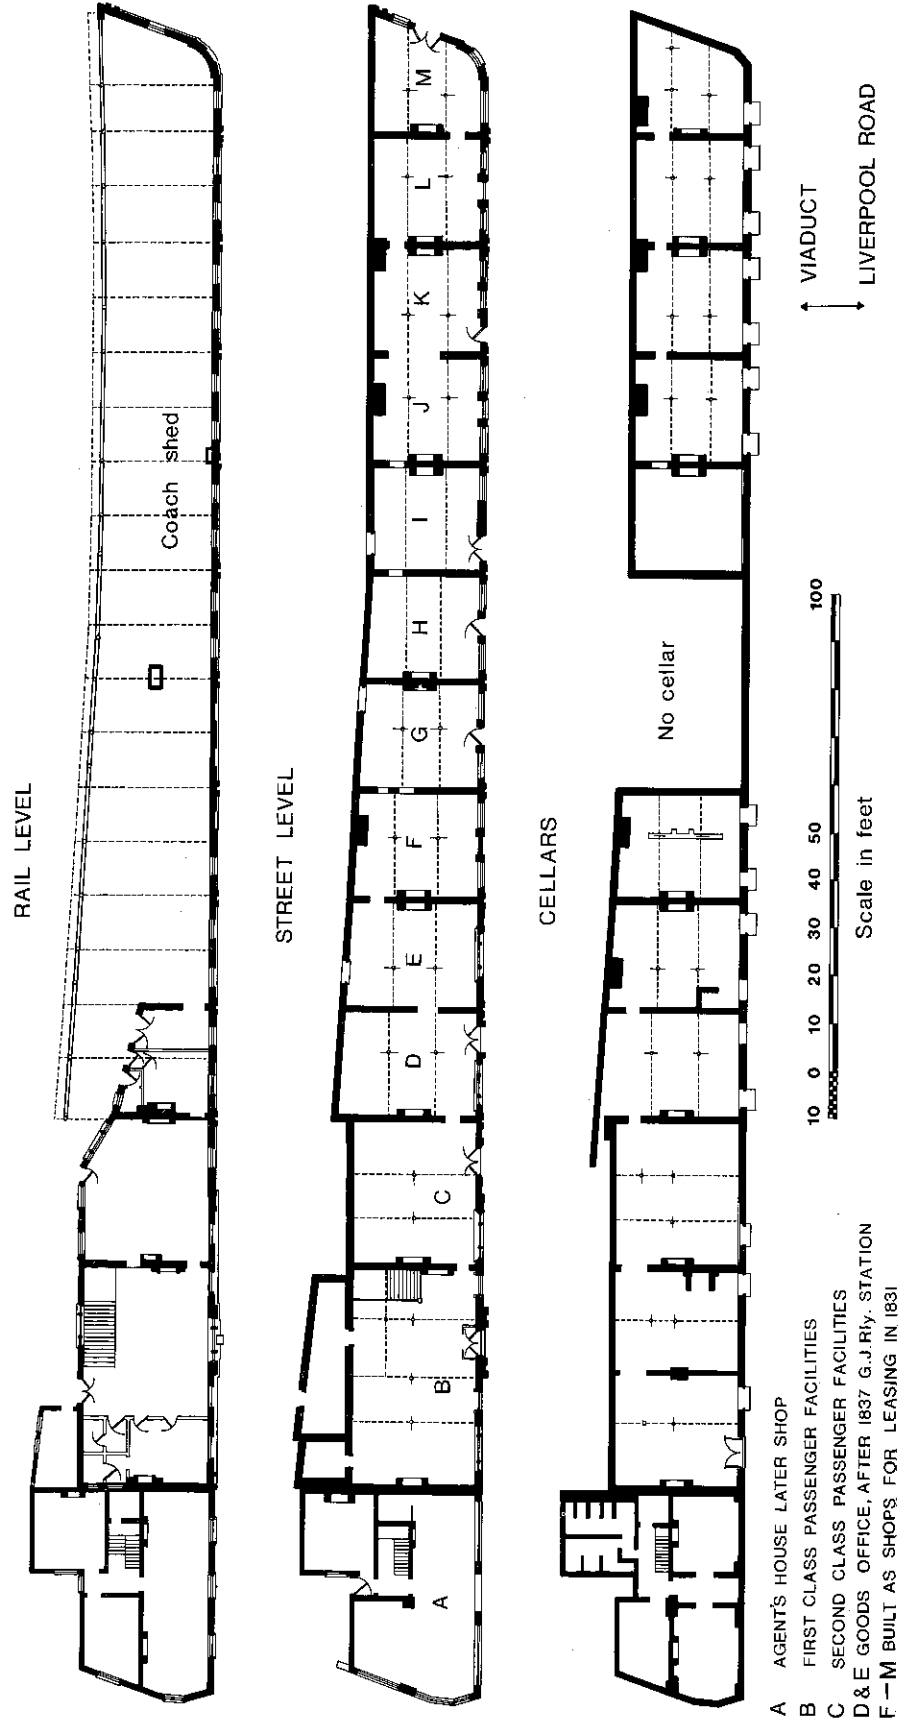 RAIL LEVEL
Coach shed
STREET LEVEL
A
B
C
D
E
F
G
H
I
J
K
L
M
CELLARS
No cellar
VIADUCT
LIVERPOOL ROAD
10 0 10 20 30 40 50 100
Scale in feet
A AGENT'S HOUSE LATER SHOP
B FIRST CLASS PASSENGER FACILITIES
C SECOND CLASS PASSENGER FACILITIES
D & E GOODS OFFICE, AFTER 1837 G.J. Rly. STATION
F — M BUILT AS SHOPS FOR LEASING IN 1831